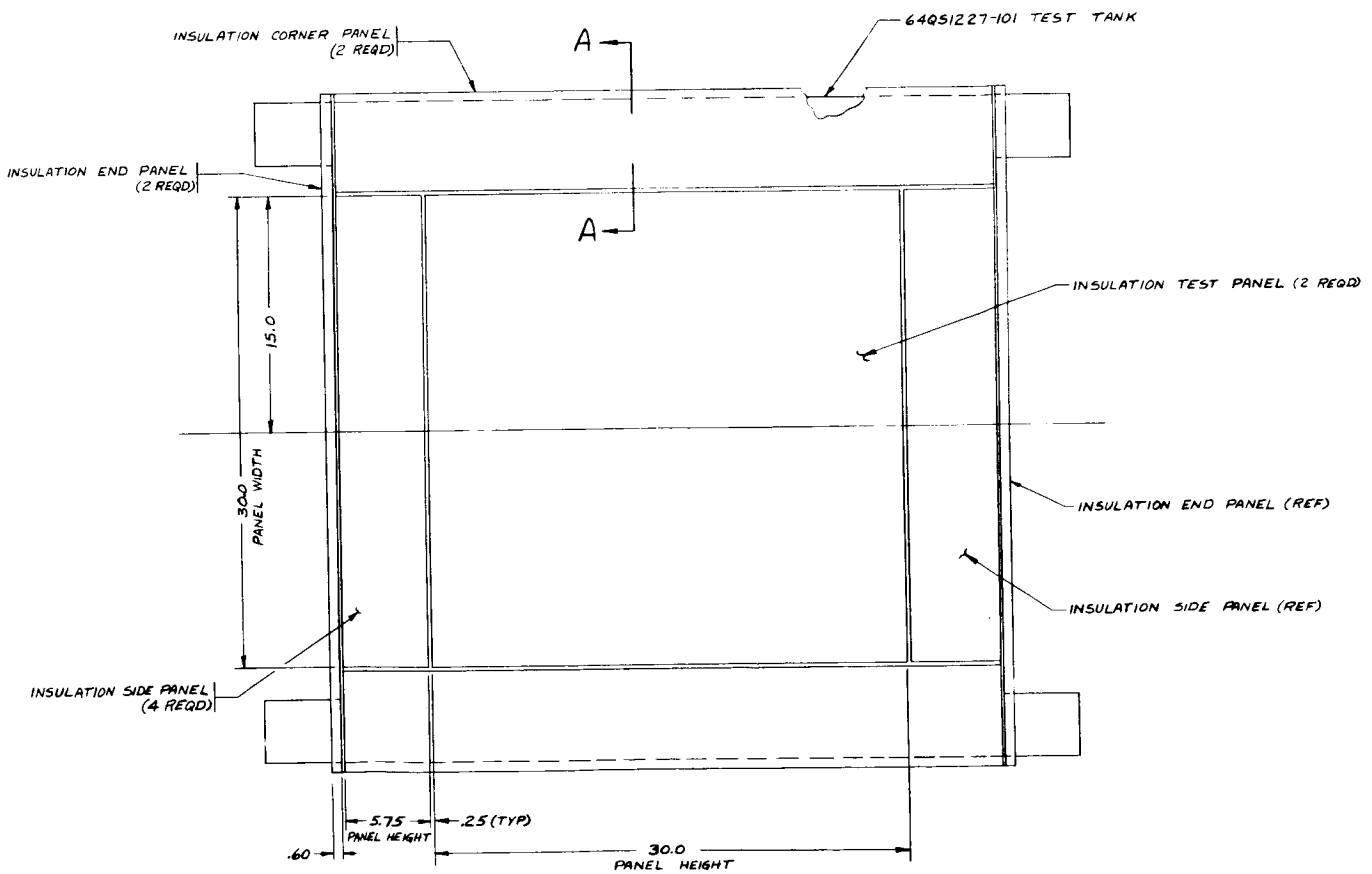 64QS1227-101 TEST TANK
INSULATION CORNER PANEL
(2 REQD)
A
INSULATION END PANEL
(2 REQD)
A
INSULATION TEST PANEL (2 REQD)
15.0
30.0
PANEL WIDTH
INSULATION END PANEL (REF)
INSULATION SIDE PANEL (REF)
INSULATION SIDE PANEL
(4 REQD)
5.75
PANEL HEIGHT
.25 (TYP)
.60
30.0
PANEL HEIGHT